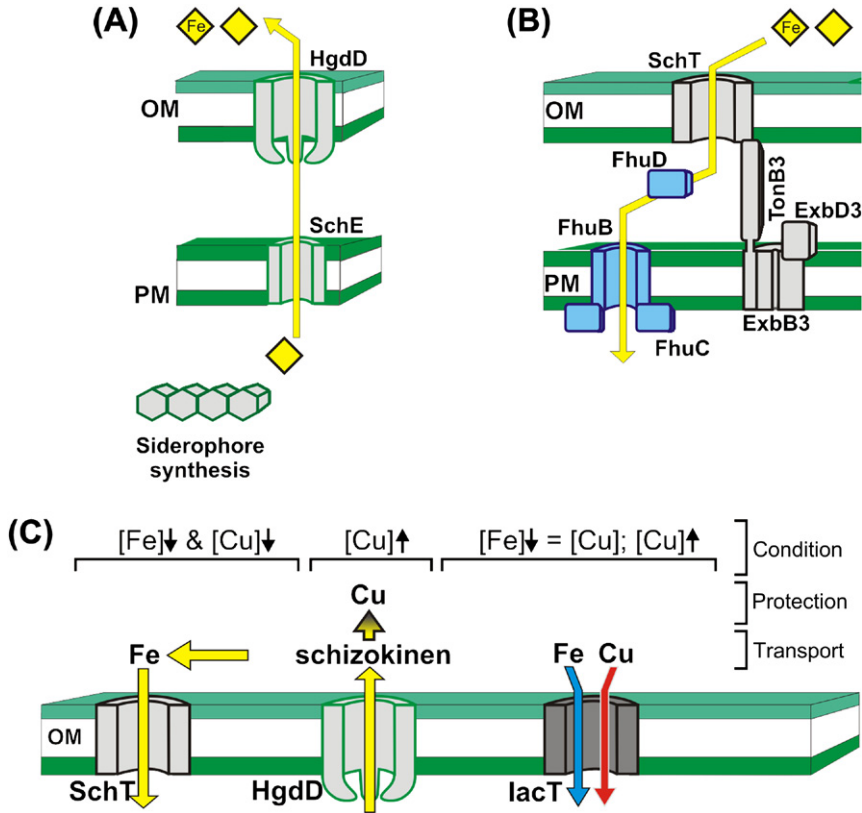 (A)
Fe
HgdD
OM
SchE
PM
Siderophore
synthesis
(B)
Fe
SchT
OM
FhuD
TonB3
ExbD3
FhuB
PM
ExbB3
FhuC
(C)
[Fe]↓ & [Cu]↓
[Cu]↑
[Fe]↓ = [Cu]; [Cu]↑
Condition
Cu
Protection
Fe
schizokinen
Fe Cu
Transport
OM
SchT
HgdD
IacT